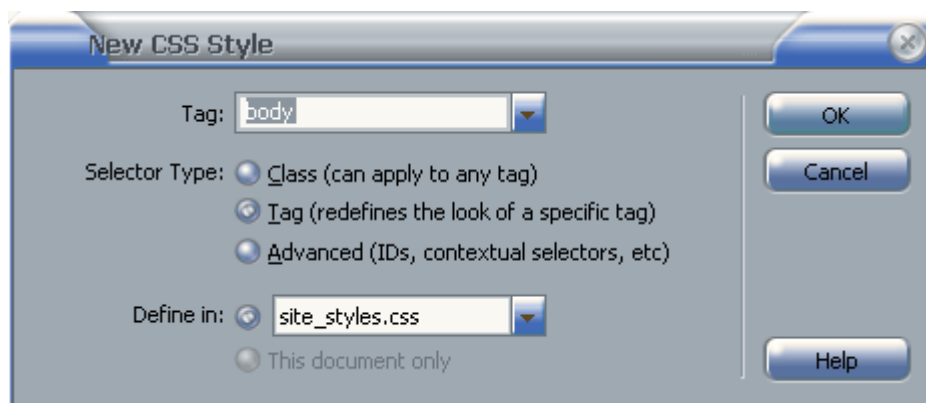 New CSS Style
Tag: body
OK
Selector Type: Class (can apply to any tag)
Cancel
Tag (redefines the look of a specific tag)
Advanced (IDs, contextual selectors, etc)
Define in: site_styles.css
This document only
Help